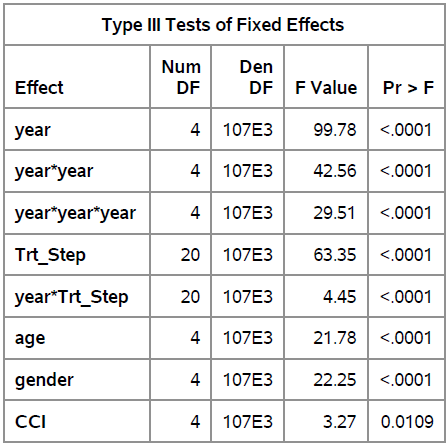 Type III Tests of Fixed Effects
Effect Num DF Den DF F Value Pr > F
year 4 107E3 99.78 <.0001
year*year 4 107E3 42.56 <.0001
year*year*year 4 107E3 29.51 <.0001
Trt_Step 20 107E3 63.35 <.0001
year*Trt_Step 20 107E3 4.45 <.0001
age 4 107E3 21.78 <.0001
gender 4 107E3 22.25 <.0001
CCI 4 107E3 3.27 0.0109